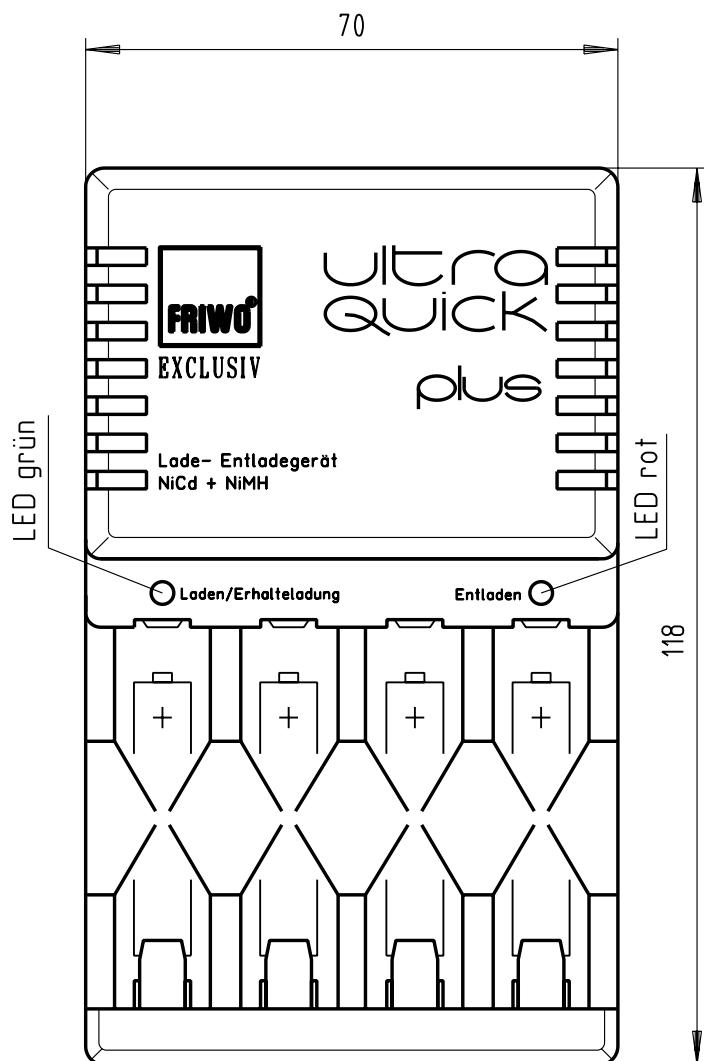 70
ultra
QUICK
FRIWO®
EXCLUSIV
plus
Lade- Entladegerät
NiCd + NiMH
LED grün
LED rot
Laden/Erhalteladung
Entladen
118
+ + + +